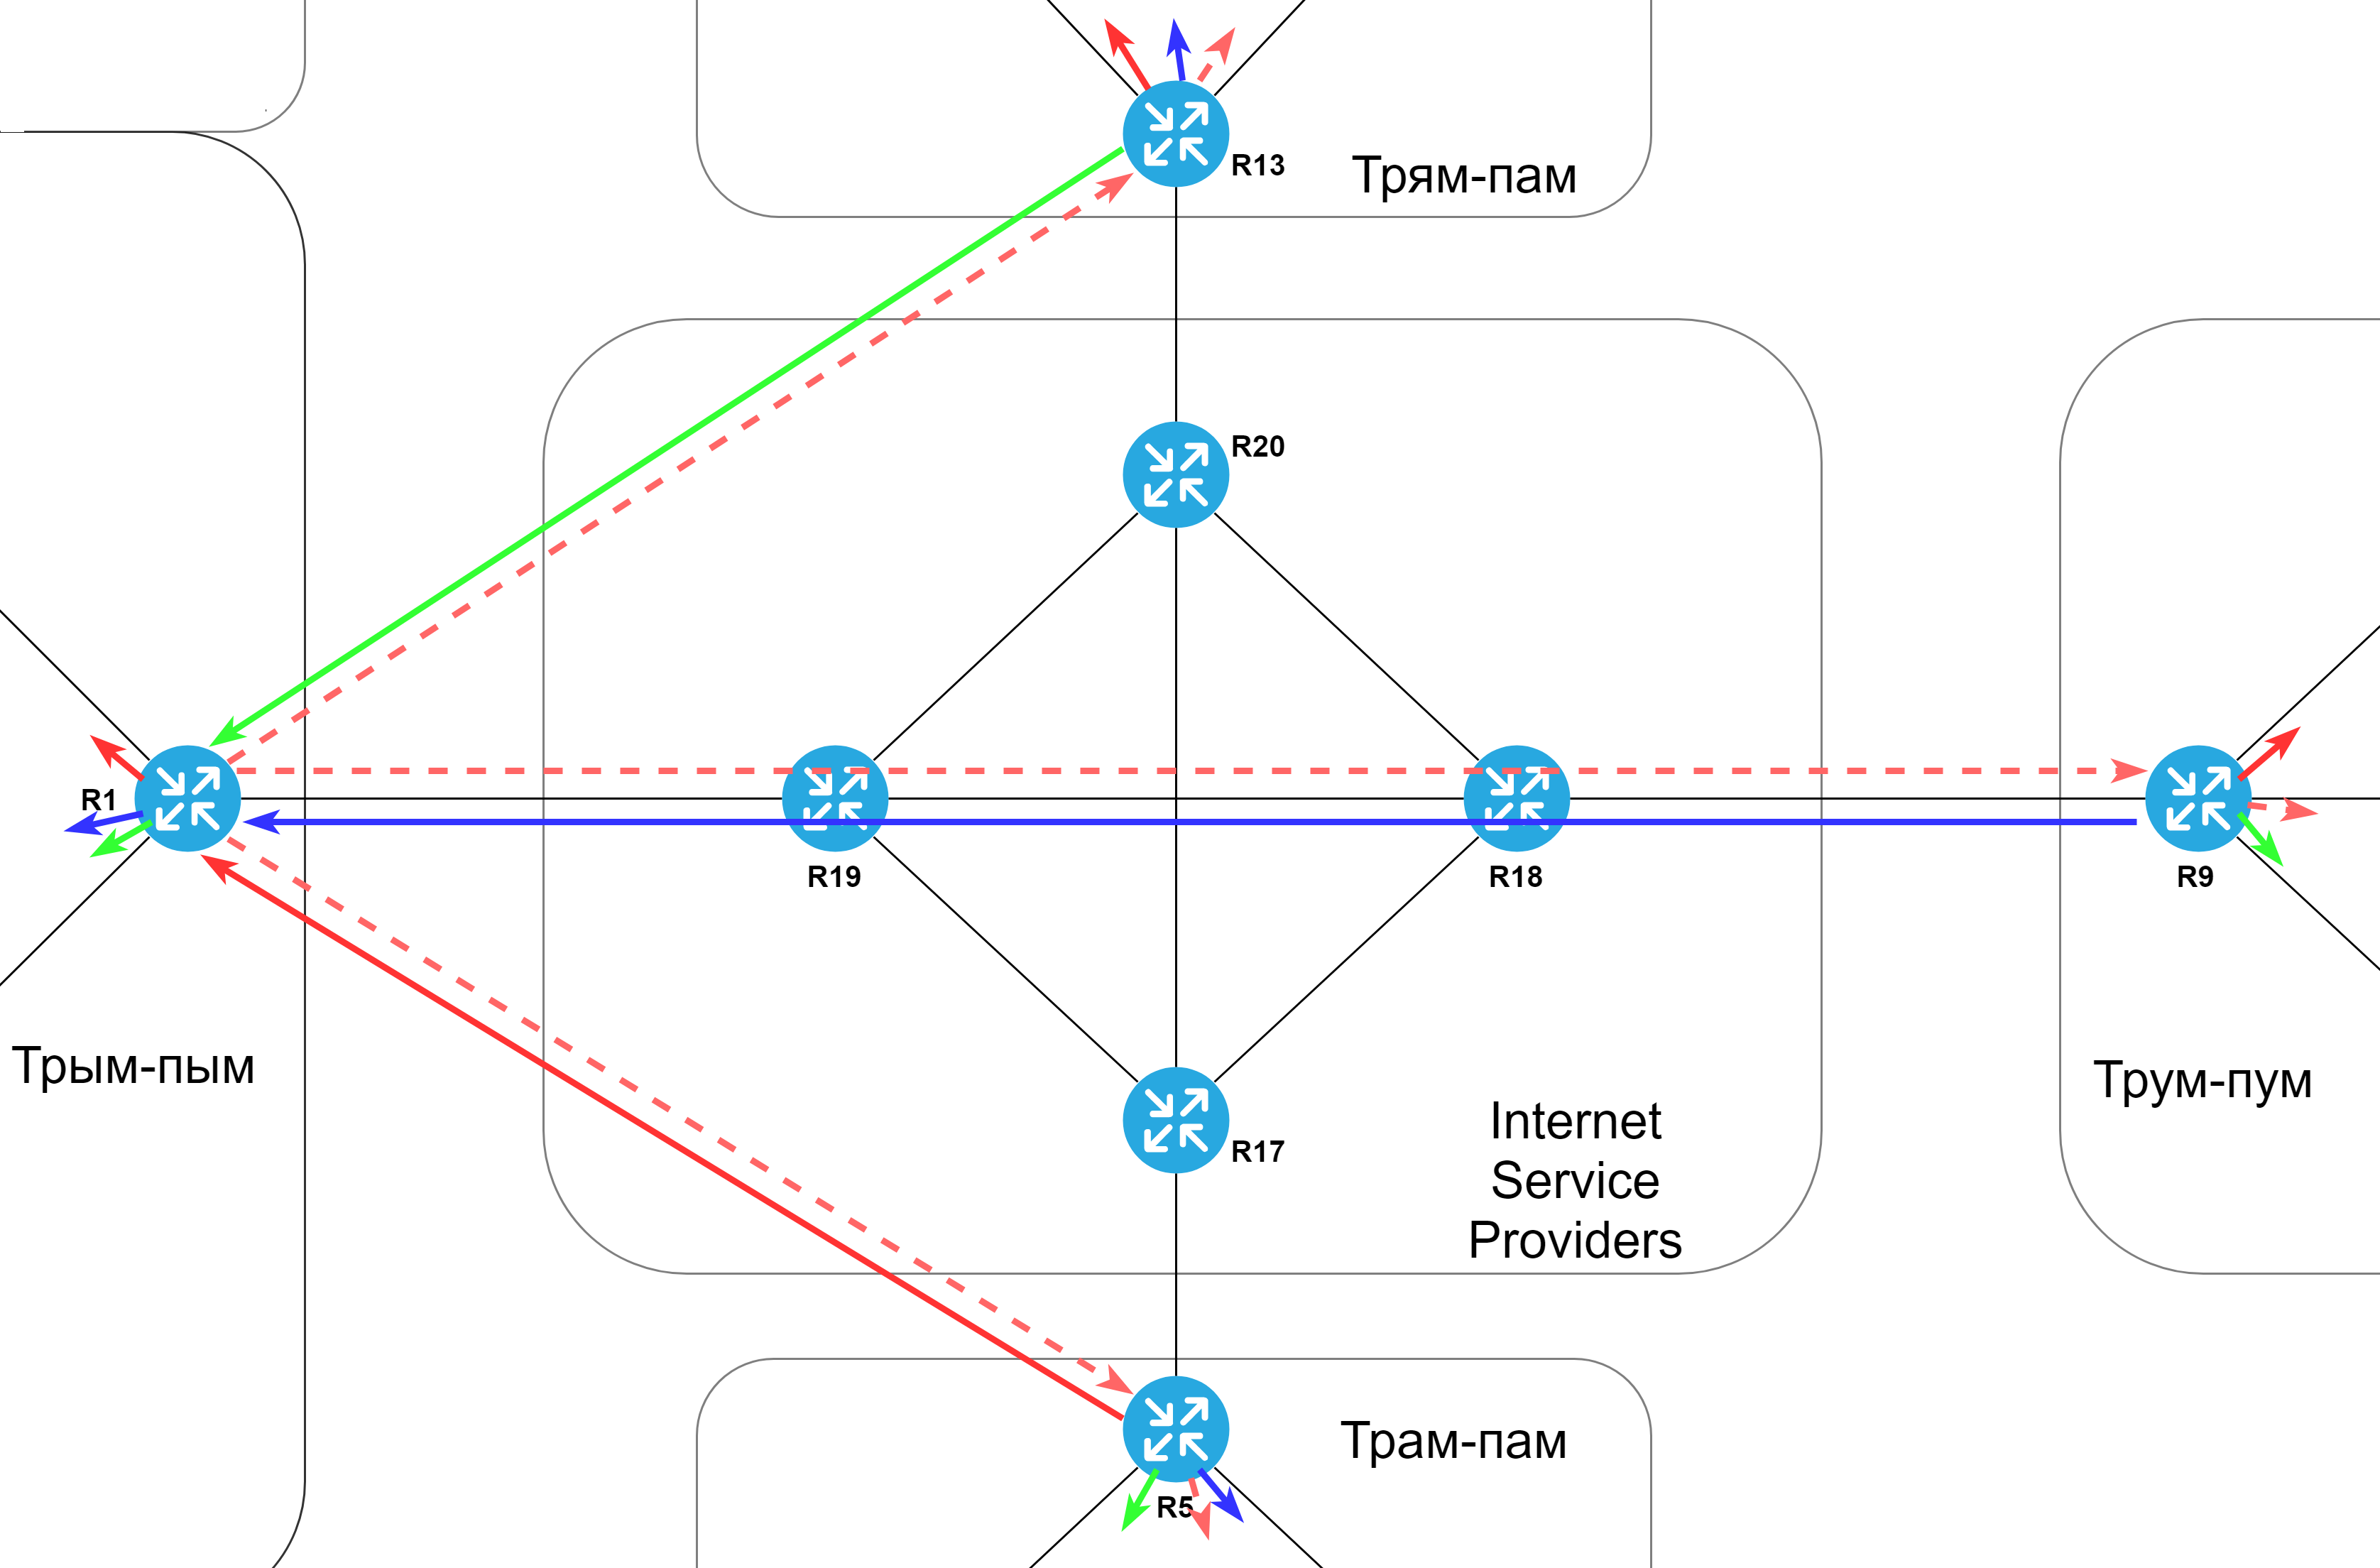 R13
Трям-пам
R20
R1
R19
R18
R9
Трым-пым
Трум-пум
Internet
Service
Providers
R17
Трам-пам
R5